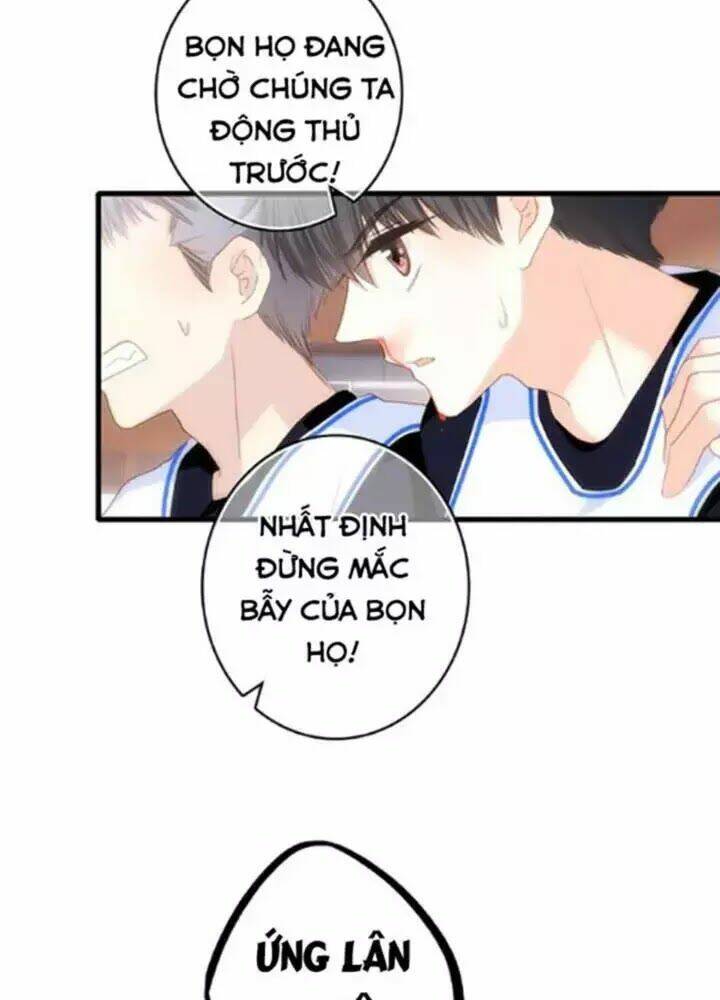 BỌN HỌ ĐANG
CHỜ CHÚNG TA
ĐỘNG THỦ
TRƯỚC!
NHẤT ĐỊNH
ĐỪNG MẮC
BẪY CỦA BỌN
HỌ!
ỨNG LÂN